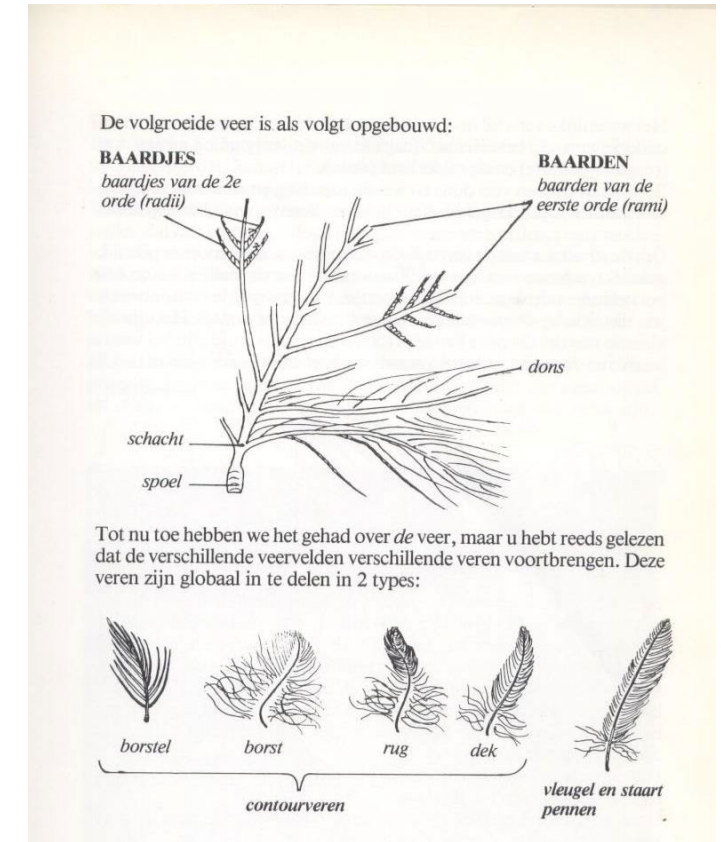 De volgroeide veer is als volgt opgebouwd:
BAARDJES
baardjes van de 2e
orde (radii)
BAARDEN
baarden van de
eerste orde (rami)
dons
schacht
spoel
Tot nu toe hebben we het gehad over de veer, maar u hebt reeds gelezen
dat de verschillende veervelden verschillende veren voortbrengen. Deze
veren zijn globaal in te delen in 2 types:
borstel
borst
rug
dek
contourveren
vleugel en staart
pennen